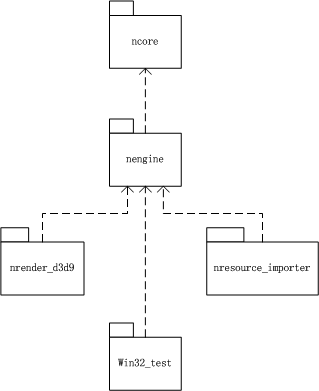 ncore
nengine
nrender_d3d9
nresource_importer
Win32_test